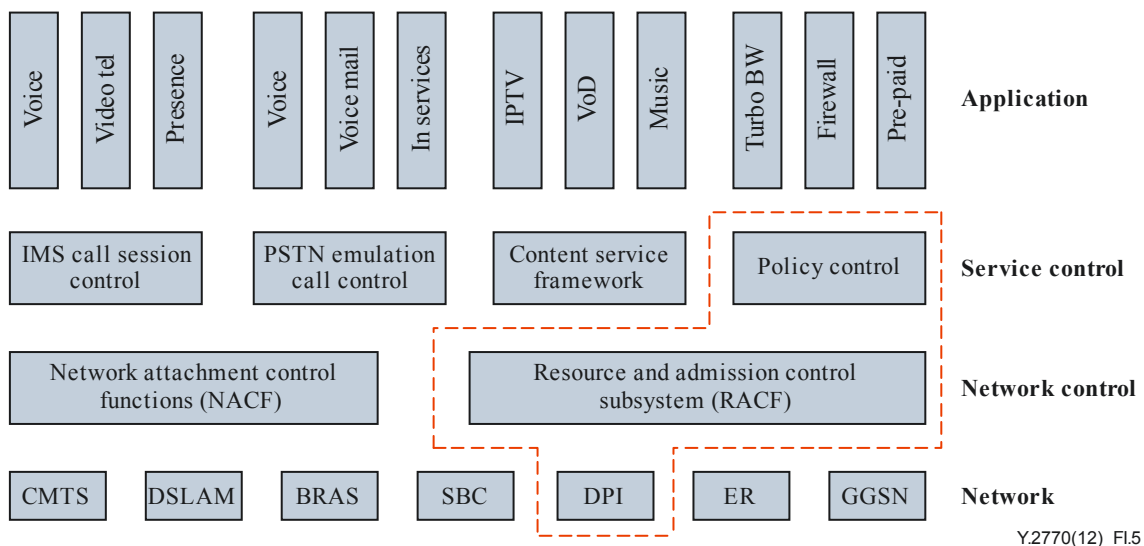 Voice
Video tel
Presence
Voice
Voice mail
In services
IPTV
VoD
Music
Turbo BW
Firewall
Pre-paid
Application
IMS call session
control
PSTN emulation
call control
Content service
framework
Policy control
Service control
Network attachment control
functions (NACF)
Resource and admission control
subsystem (RACF)
Network control
CMTS
DSLAM
BRAS
SBC
DPI
ER
GGSN
Network
Y.2770(12)_FI.5